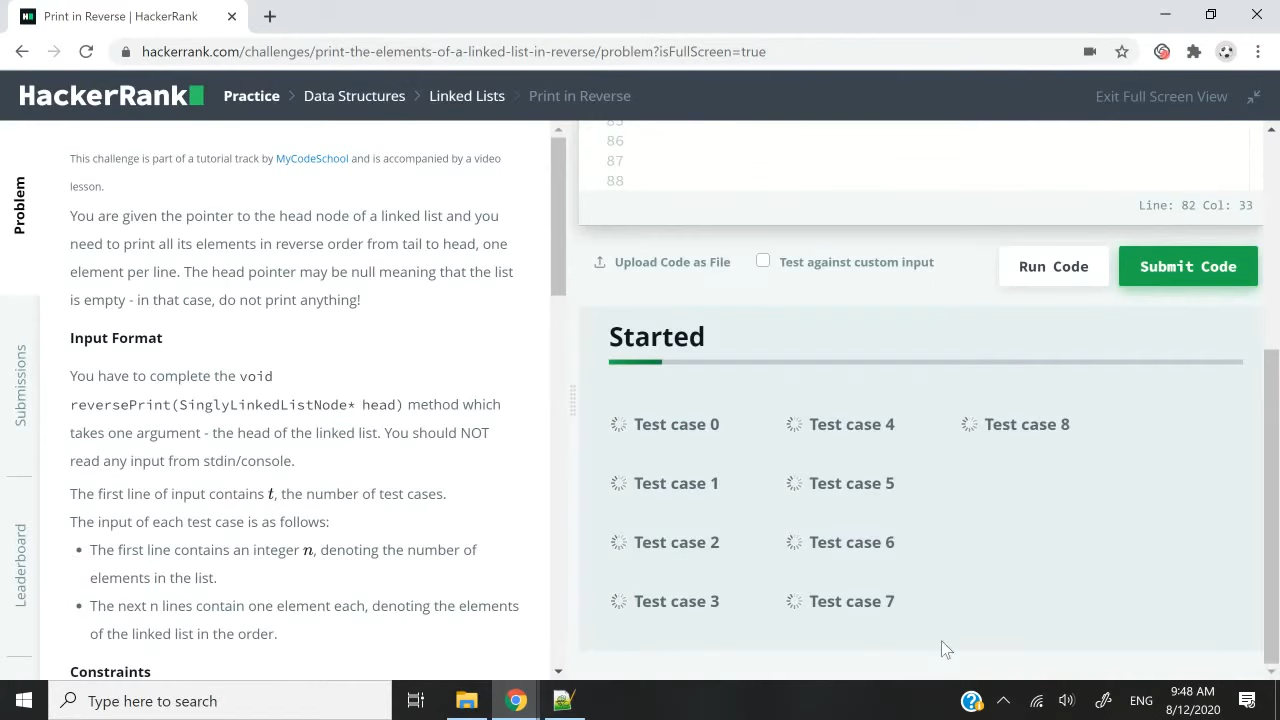 Print in Reverse | HackerRank
hackerrank.com/challenges/print-the-elements-of-a-linked-list-in-reverse/problem?isFullScreen=true
HackerRank
Practice > Data Structures > Linked Lists > Print in Reverse
Exit Full Screen View
Problem
Submissions
Leaderboard
This challenge is part of a tutorial track by MyCodeSchool and is accompanied by a video
lesson.
You are given the pointer to the head node of a linked list and you
need to print all its elements in reverse order from tail to head, one
element per line. The head pointer may be null meaning that the list
is empty - in that case, do not print anything!
Input Format
You have to complete the void
reversePrint(SinglyLinkedListNode* head) method which
takes one argument - the head of the linked list. You should NOT
read any input from stdin/console.
The first line of input contains t, the number of test cases.
The input of each test case is as follows:
• The first line contains an integer n, denoting the number of
elements in the list.
• The next n lines contain one element each, denoting the elements
of the linked list in the order.
Constraints
85
86
87
88
Line: 82 Col: 33
Upload Code as File
Test against custom input
Run Code
Submit Code
Started
Test case 0
Test case 4
Test case 8
Test case 1
Test case 5
Test case 2
Test case 6
Test case 3
Test case 7
Type here to search
ENG
9:48 AM
8/12/2020